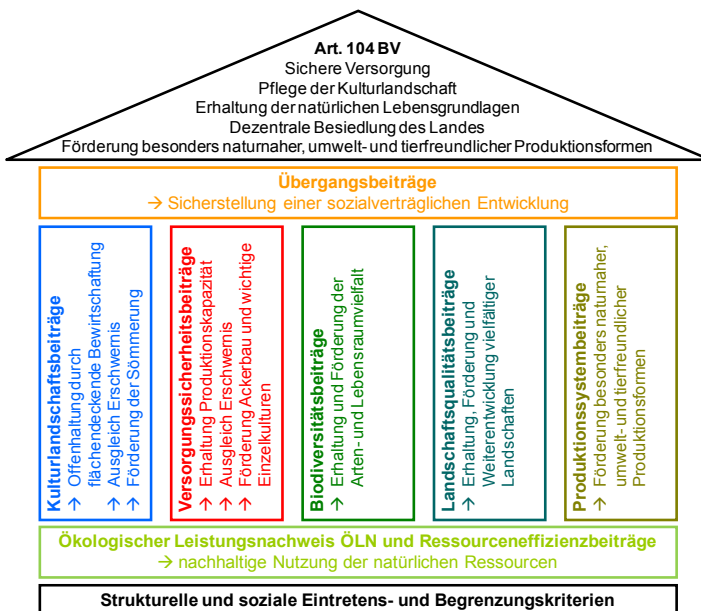 Art. 104 BV
Sichere Versorgung
Pflege der Kulturlandschaft
Erhaltung der natürlichen Lebensgrundlagen
Dezentrale Besiedlung des Landes
Förderung besonders naturnaher, umwelt- und tierfreundlicher Produktionsformen
Übergangsbeiträge
→ Sicherstellung einer sozialverträglichen Entwicklung
Kulturlandschaftsbeiträge
→ Offenhaltung durch
flächendeckende Bewirtschaftung
→ Ausgleich Erschwernis
→ Förderung der Sömmerung
Versorgungssicherheitsbeiträge
→ Erhaltung Produktionskapazität
→ Ausgleich Erschwernis
→ Förderung Ackerbau und wichtige
Einzelkulturen
Biodiversitätsbeiträge
→ Erhaltung und Förderung der
Arten- und Lebensraumvielfalt
Landschaftsqualitätsbeiträge
→ Erhaltung, Förderung und
Weiterentwicklung vielfältiger
Landschaften
Produktionssystembeiträge
→ Förderung besonders naturnaher,
umwelt- und tierfreundlicher
Produktionsformen
Ökologischer Leistungsnachweis ÖLN und Ressourceneffizienzbeiträge
→ nachhaltige Nutzung der natürlichen Ressourcen
Strukturelle und soziale Eintretens- und Begrenzungskriterien